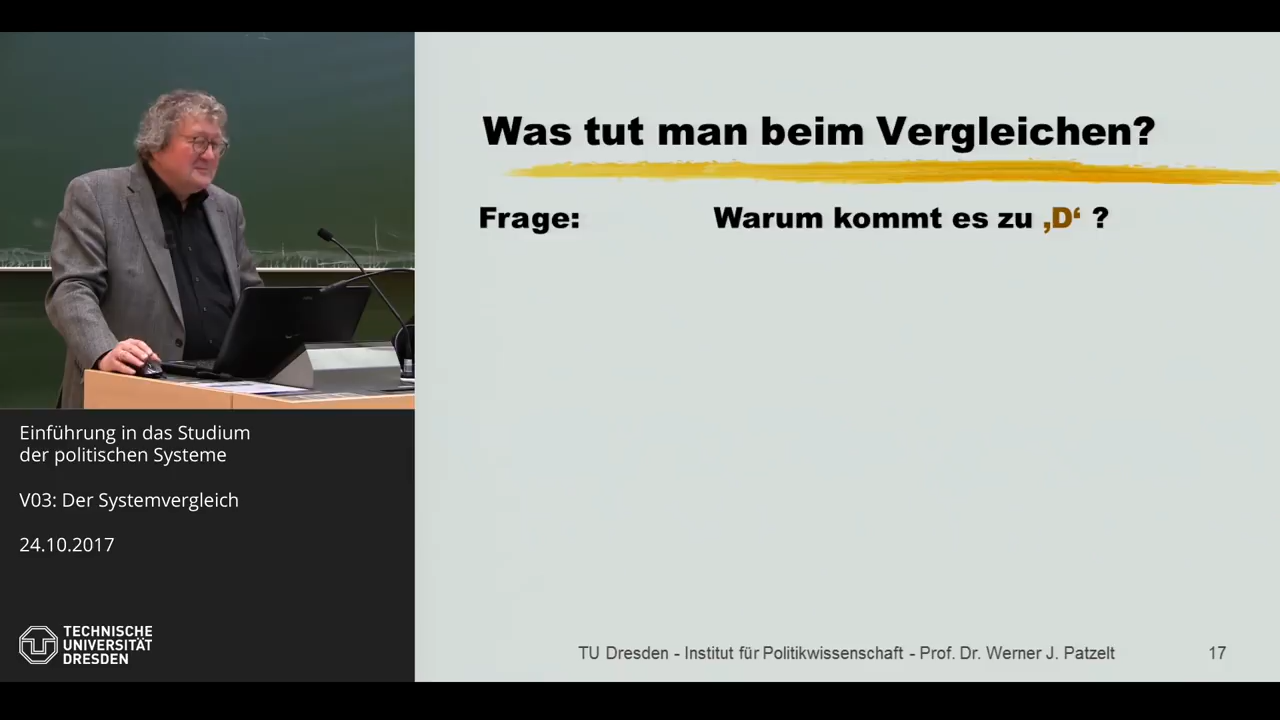 Was tut man beim Vergleichen?
Frage: Warum kommt es zu ‚D‘ ?
Einführung in das Studium
der politischen Systeme
V03: Der Systemvergleich
24.10.2017
TECHNISCHE
UNIVERSITÄT
DRESDEN
TU Dresden - Institut für Politikwissenschaft - Prof. Dr. Werner J. Patzelt 17